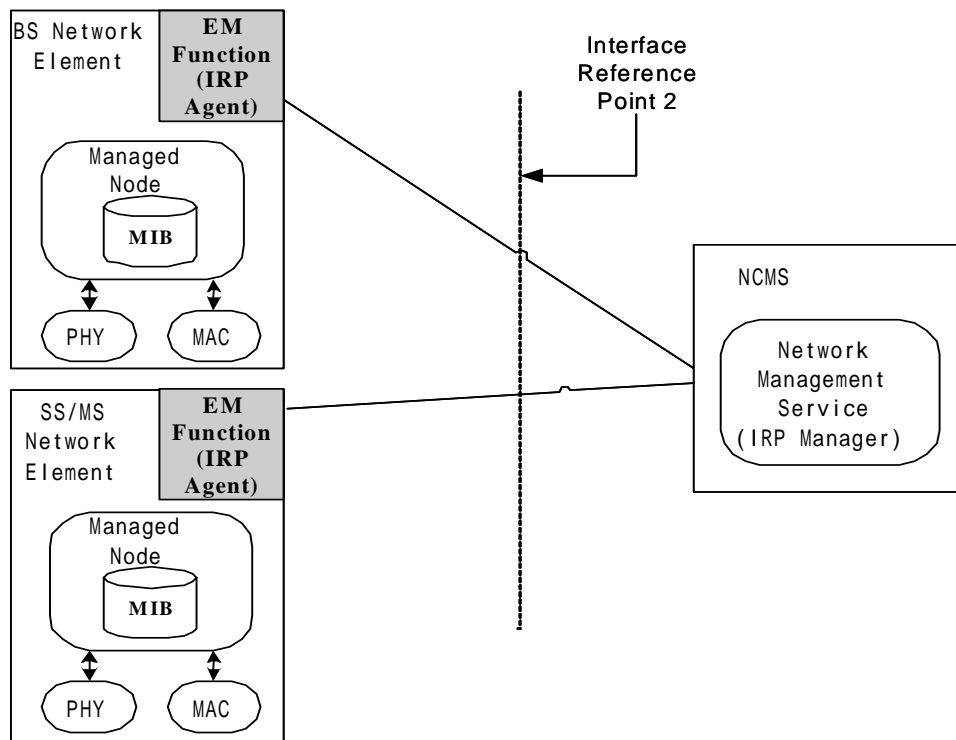 BS Network
Element
EM
Function
(IRP
Agent)
Managed
Node
MIB
PHY
MAC
SS/MS
Network
Element
EM
Function
(IRP
Agent)
Managed
Node
MIB
PHY
MAC
Interface
Reference
Point 2
NCMS
Network
Management
Service
(IRP Manager)